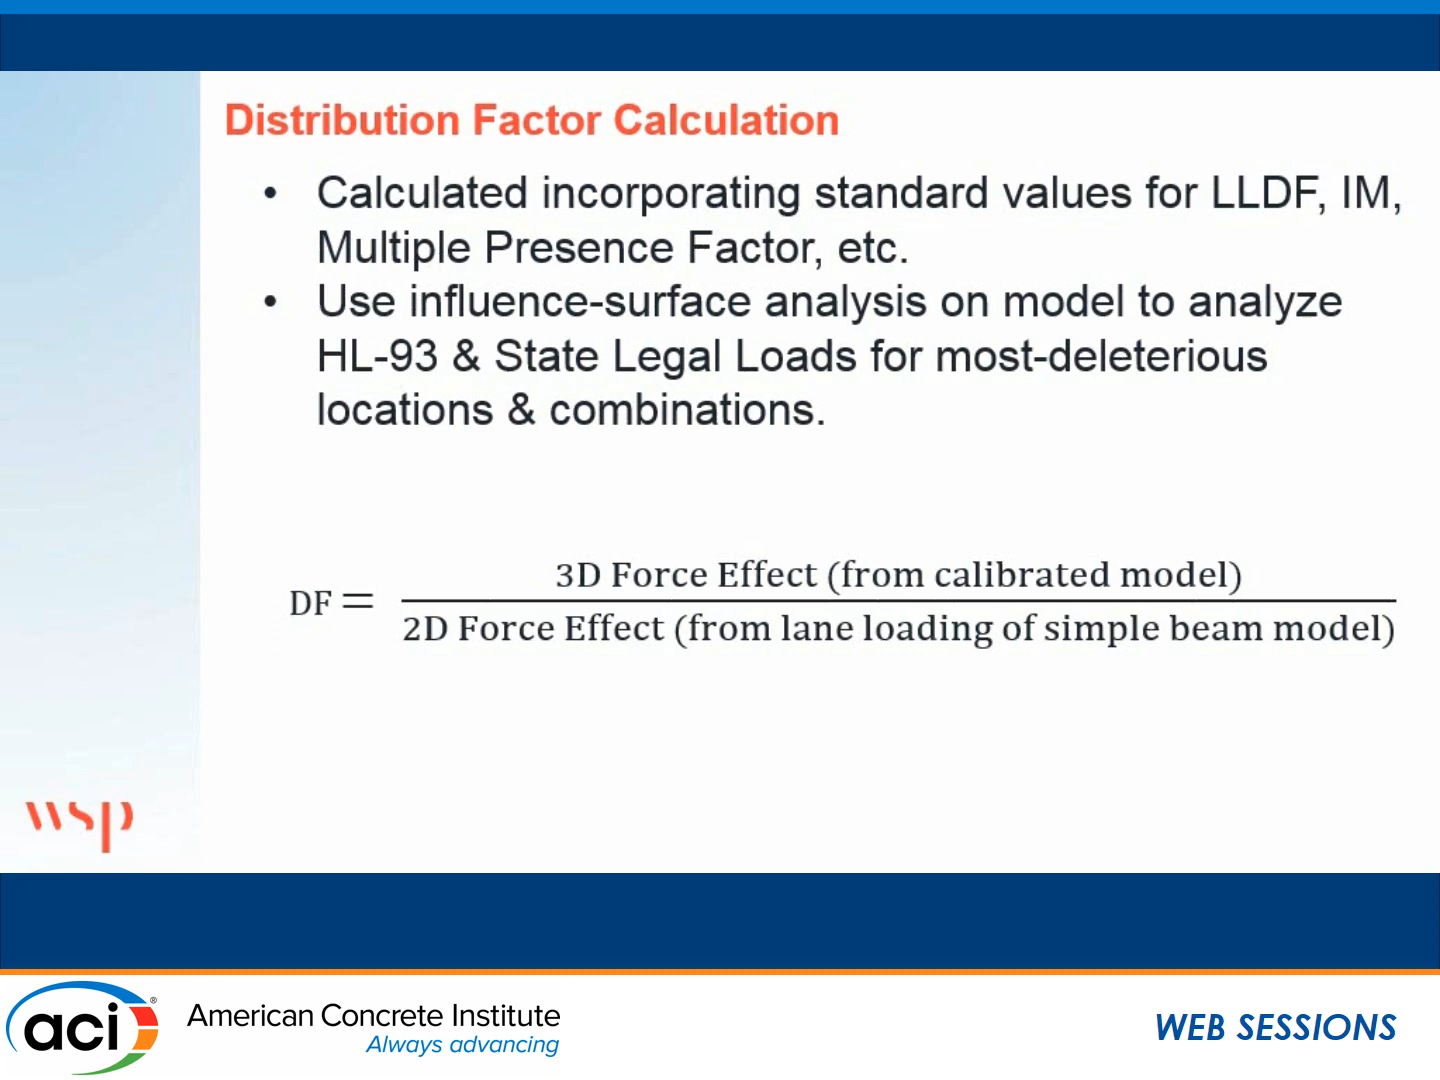 Distribution Factor Calculation
• Calculated incorporating standard values for LLDF, IM,
Multiple Presence Factor, etc.
• Use influence-surface analysis on model to analyze
HL-93 & State Legal Loads for most-deleterious
locations & combinations.
3D Force Effect (from calibrated model)
DF =
2D Force Effect (from lane loading of simple beam model)
wsp
aci®
American Concrete Institute
Always advancing
WEB SESSIONS